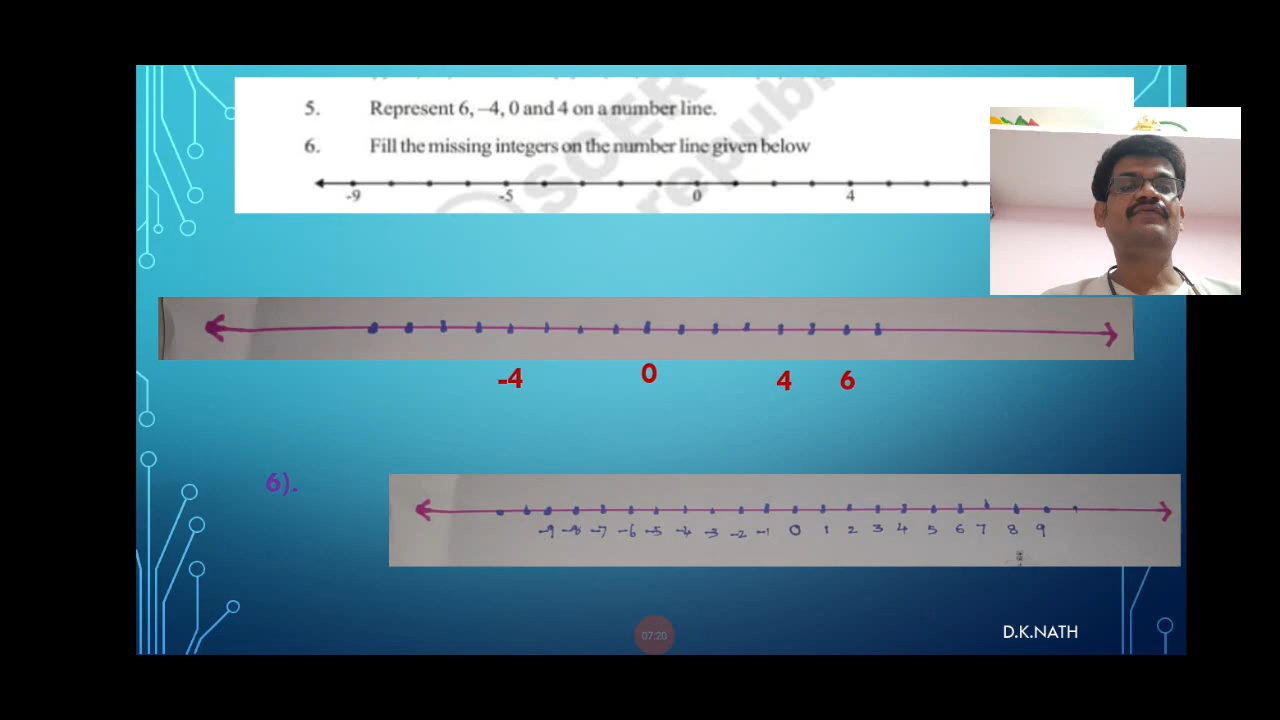 5. Represent 6, –4, 0 and 4 on a number line.
6. Fill the missing integers on the number line given below
-9 -5 0 4
-4 0 4 6
6).
-9 -8 -7 -6 -5 -4 -3 -2 -1 0 1 2 3 4 5 6 7 8 9
07:20
D.K.NATH